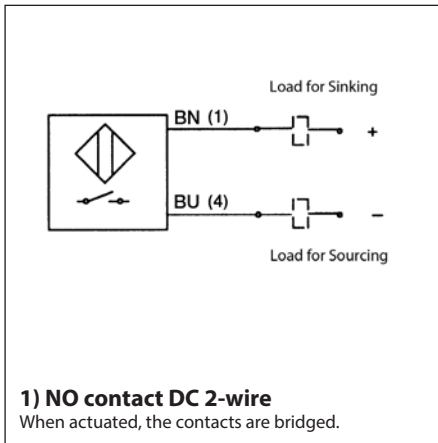 Load for Sinking
BN (1)
+
BU (4)
−
Load for Sourcing
1) NO contact DC 2-wire
When actuated, the contacts are bridged.